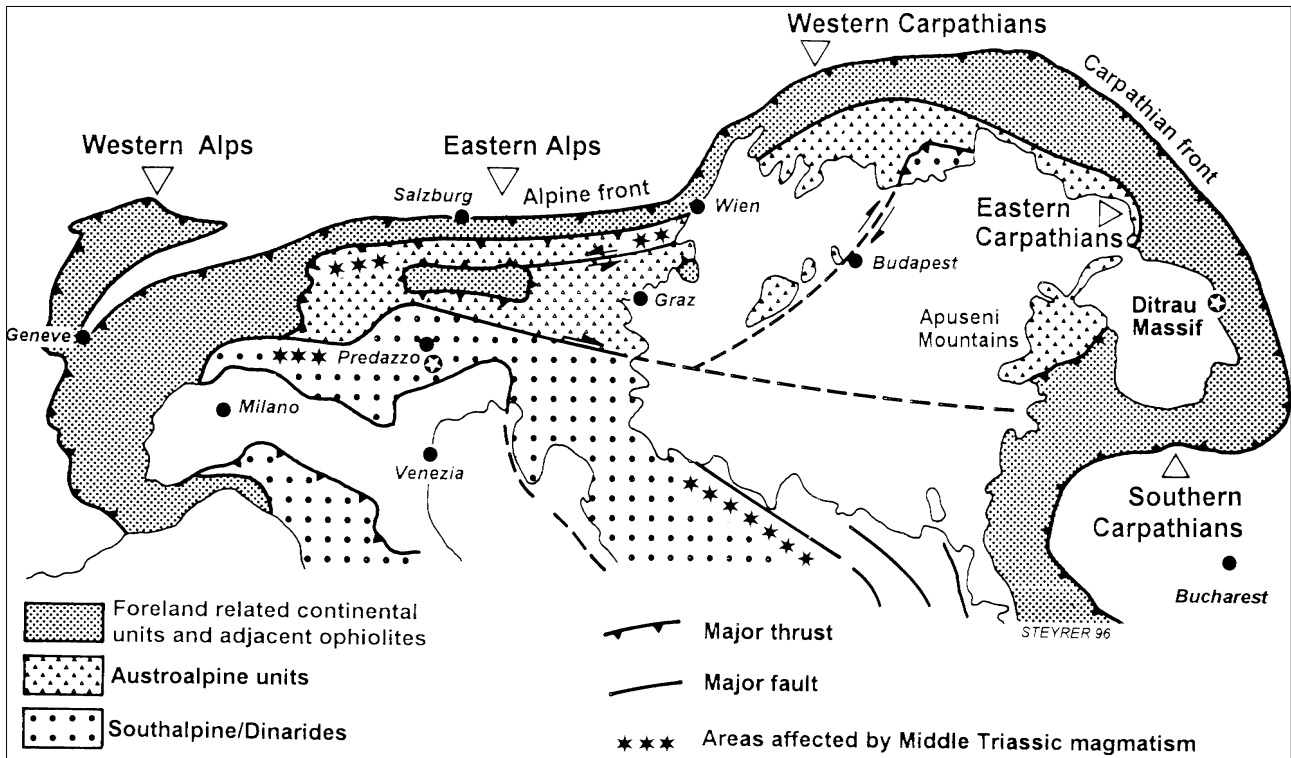 Western Carpathians
Carpathian front
Western Alps
Eastern Alps
Salzburg
Alpine front
Wien
Eastern
Carpathians
Budapest
Graz
Ditrau
Massif
Apuseni
Mountains
Geneve
Predazzo
Milano
Venezia
Southern
Carpathians
Bucharest
STEYRER 96
Foreland related continental
units and adjacent ophiolites
Austroalpine units
Southalpine/Dinarides
Major thrust
Major fault
Areas affected by Middle Triassic magmatism